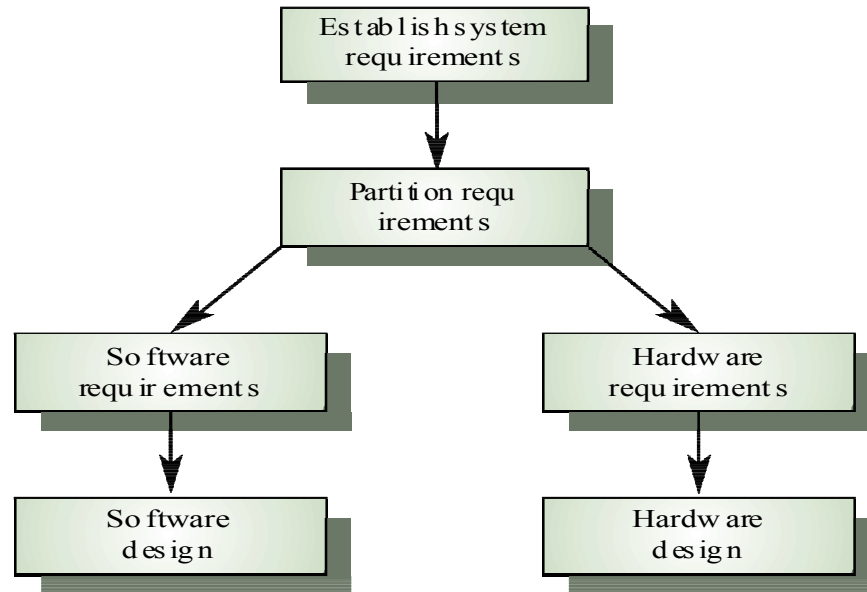 Establish system
requirements
Partition requ
irements
Software
requirements
Hardware
requirements
Software
design
Hardware
design